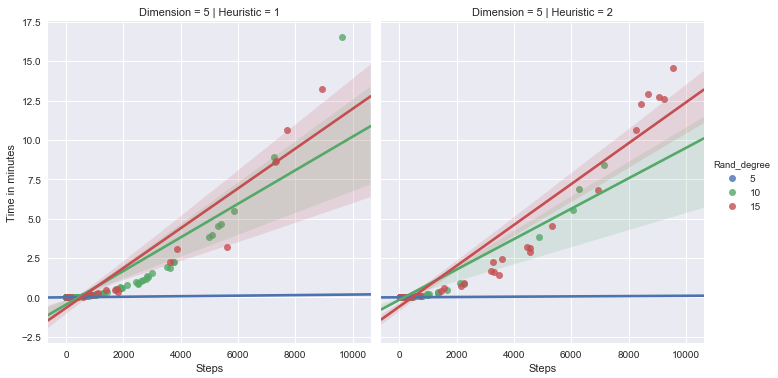 Dimension = 5 | Heuristic = 1
Dimension = 5 | Heuristic = 2
17.5
15.0
12.5
10.0
7.5
5.0
2.5
0.0
−2.5
Time in minutes
0 2000 4000 6000 8000 10000
0 2000 4000 6000 8000 10000
Steps
Steps
Rand_degree
5
10
15